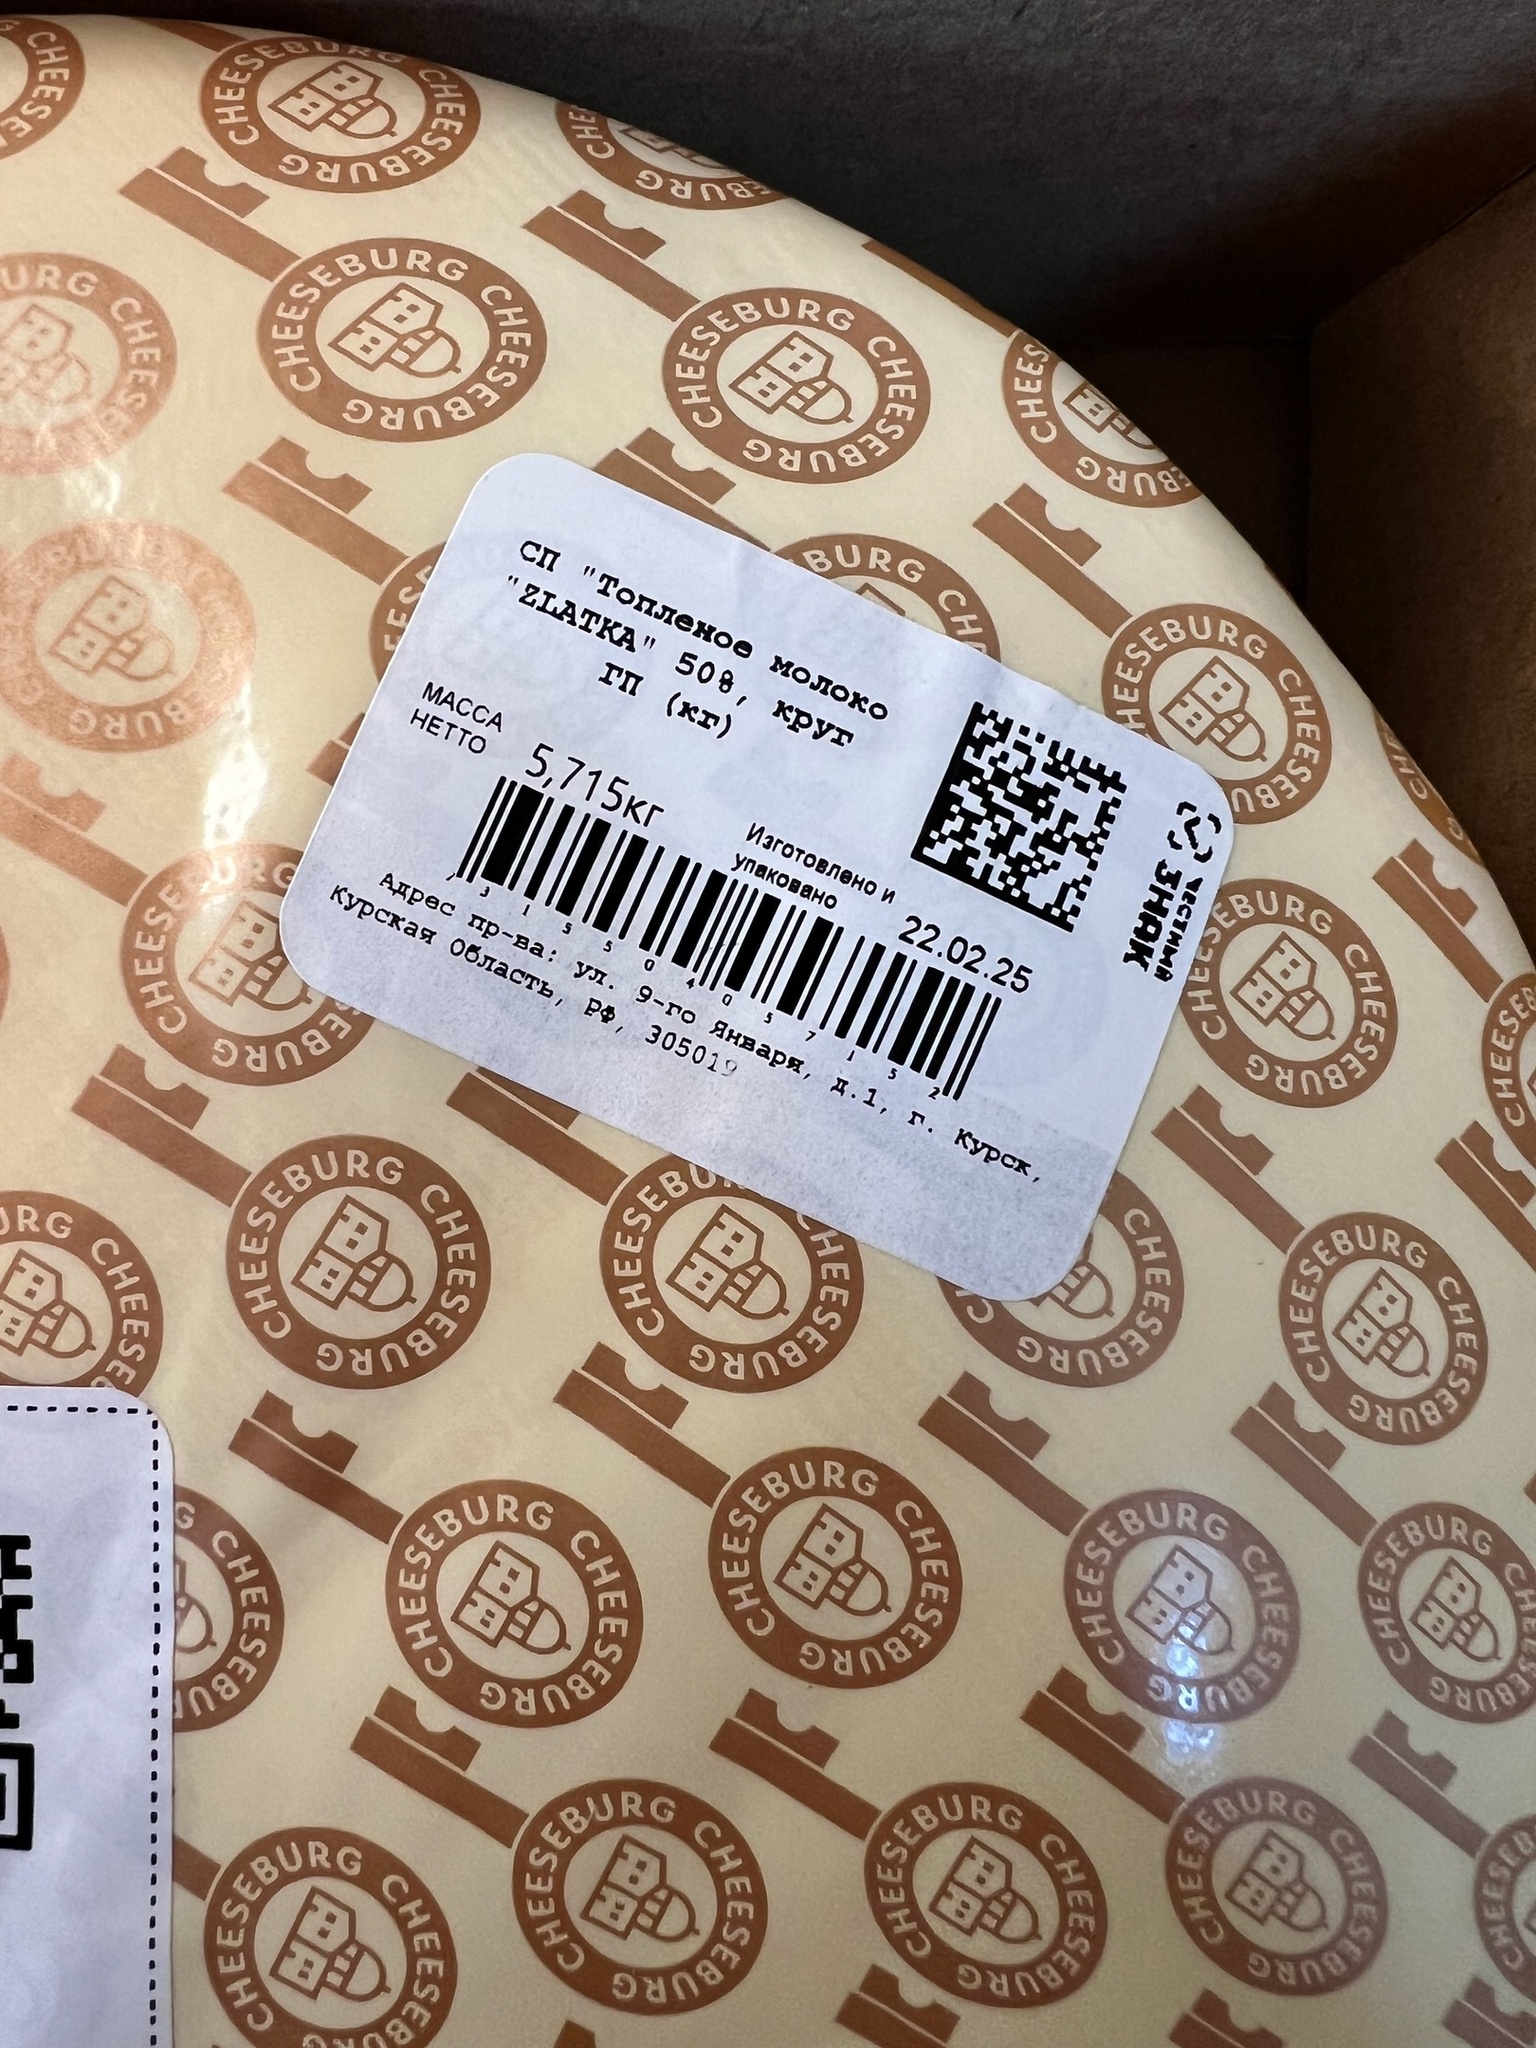 СП "Топленое молоко
"ZLATKA" 50%, круг
ГП (кг)
МАССА
НЕТТО
5,715кг
Изготовлено и
упаковано
22.02.25
ЧЕСТНЫЙ
ЗНАК
Адрес пр-ва: ул. 9-го Января, д.1, г. Курск,
Курская Область, РФ, 305019
CHEESEBURG CHEESEBURG